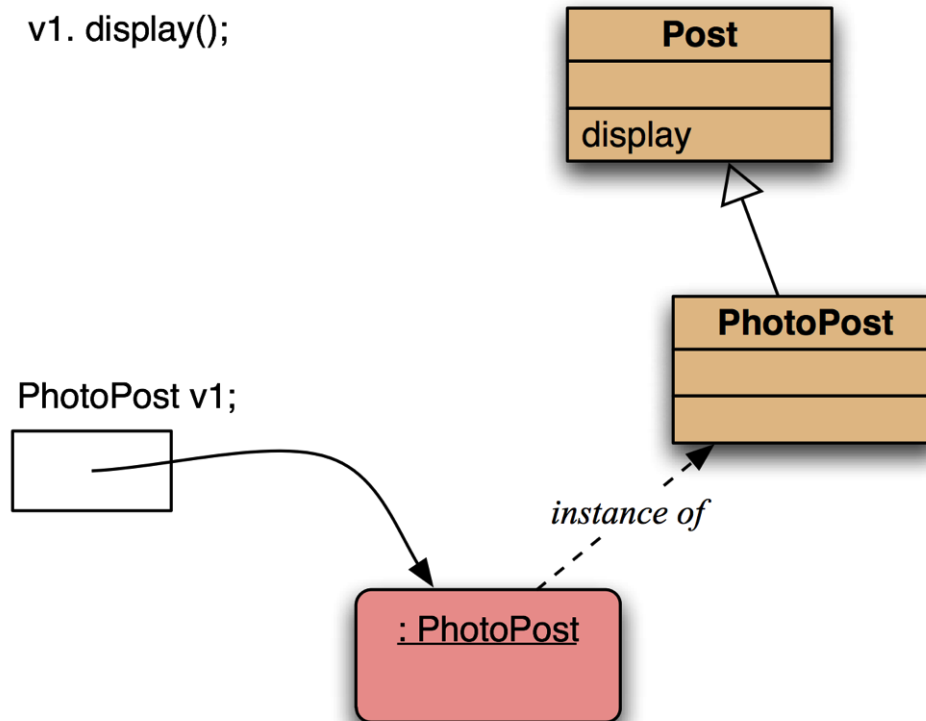 v1. display();
Post
display
PhotoPost
PhotoPost v1;
instance of
: PhotoPost